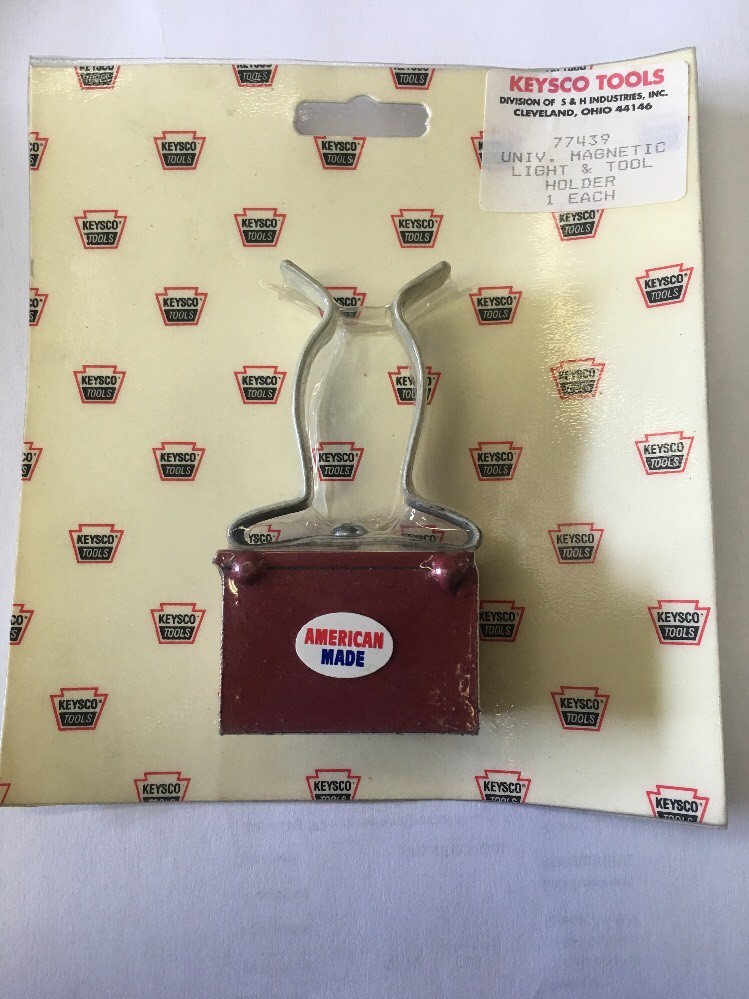 KEYSCO TOOLS
DIVISION OF S & H INDUSTRIES, INC.
CLEVELAND, OHIO 44146
77439
UNIV. MAGNETIC
LIGHT & TOOL
HOLDER
1 EACH
KEYSCO
TOOLS
AMERICAN
MADE